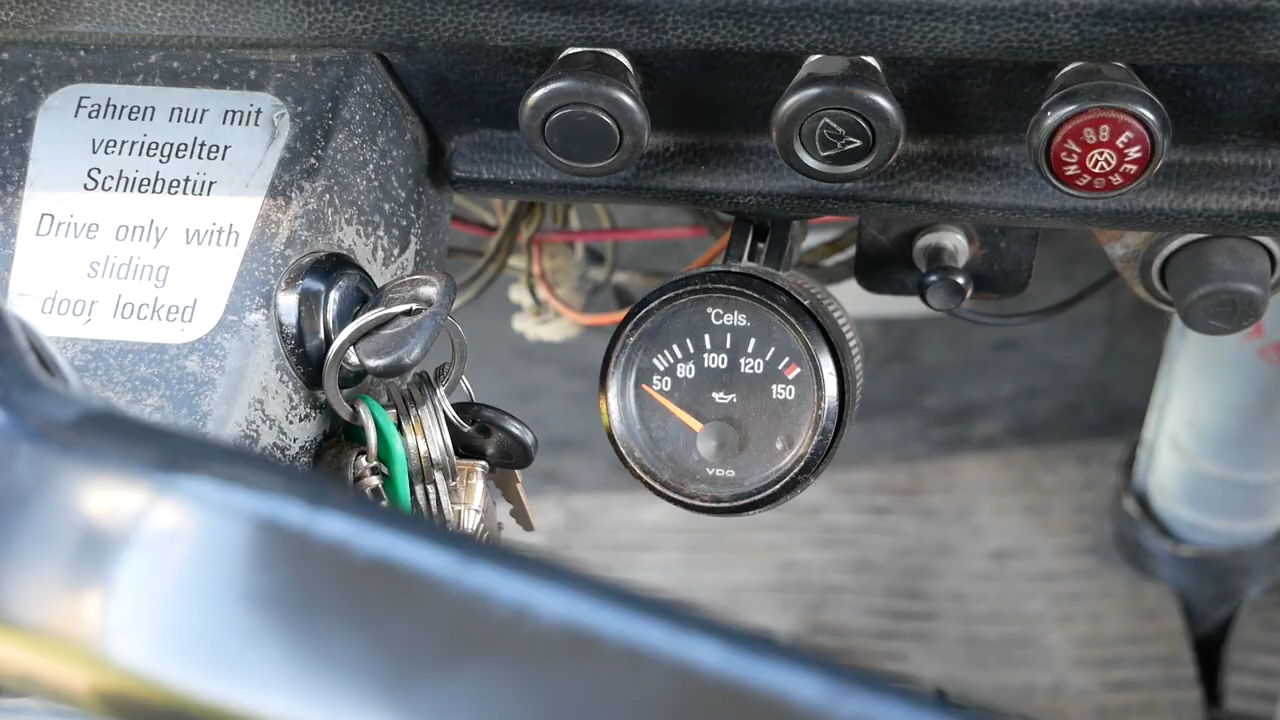 Fahren nur mit
verriegelter
Schiebetür
Drive only with
sliding
door locked
°Cels.
50 80 100 120 150
VDO
EMERGENCY